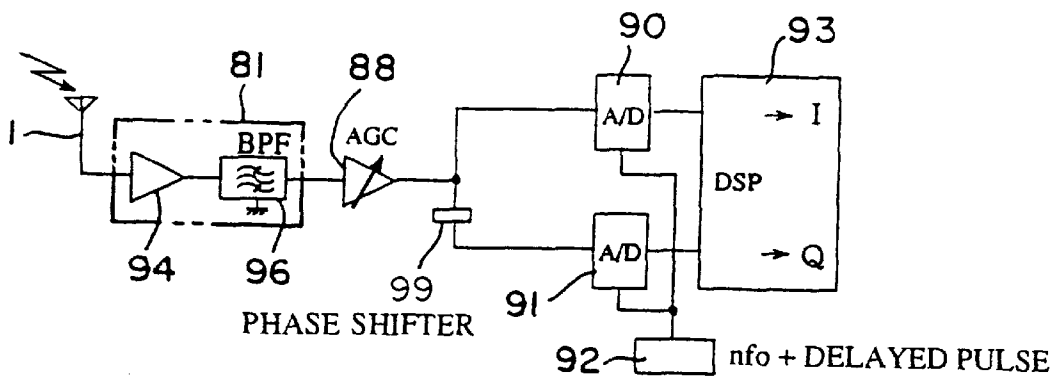 90
93
88
81
A/D
I
AGC
1
BPF
DSP
94
96
99
A/D
Q
91
PHASE SHIFTER
92
nfo + DELAYED PULSE